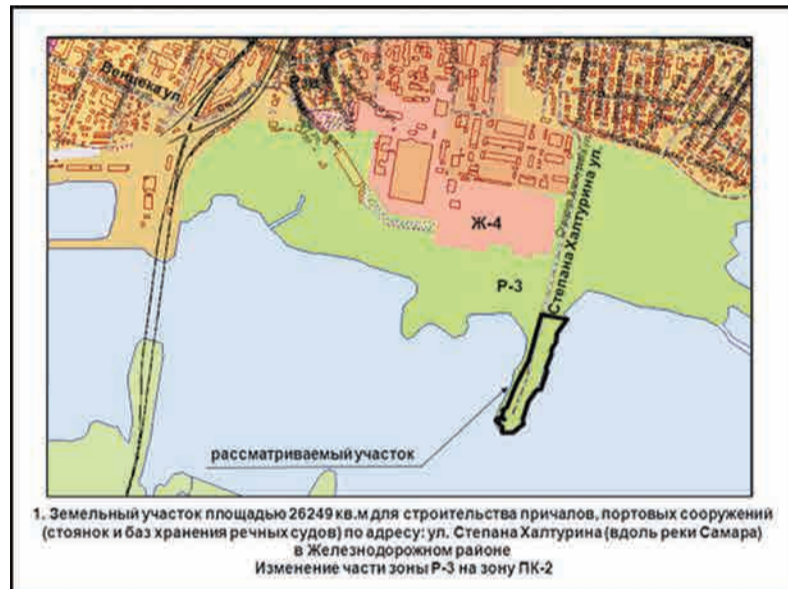 Венцека ул.
Ж-4
Степана Халтурина ул.
Р-3
рассматриваемый участок
1. Земельный участок площадью 26249 кв.м для строительства причалов, портовых сооружений
(стоянок и баз хранения речных судов) по адресу: ул. Степана Халтурина (вдоль реки Самара)
в Железнодорожном районе
Изменение части зоны Р-3 на зону ПК-2